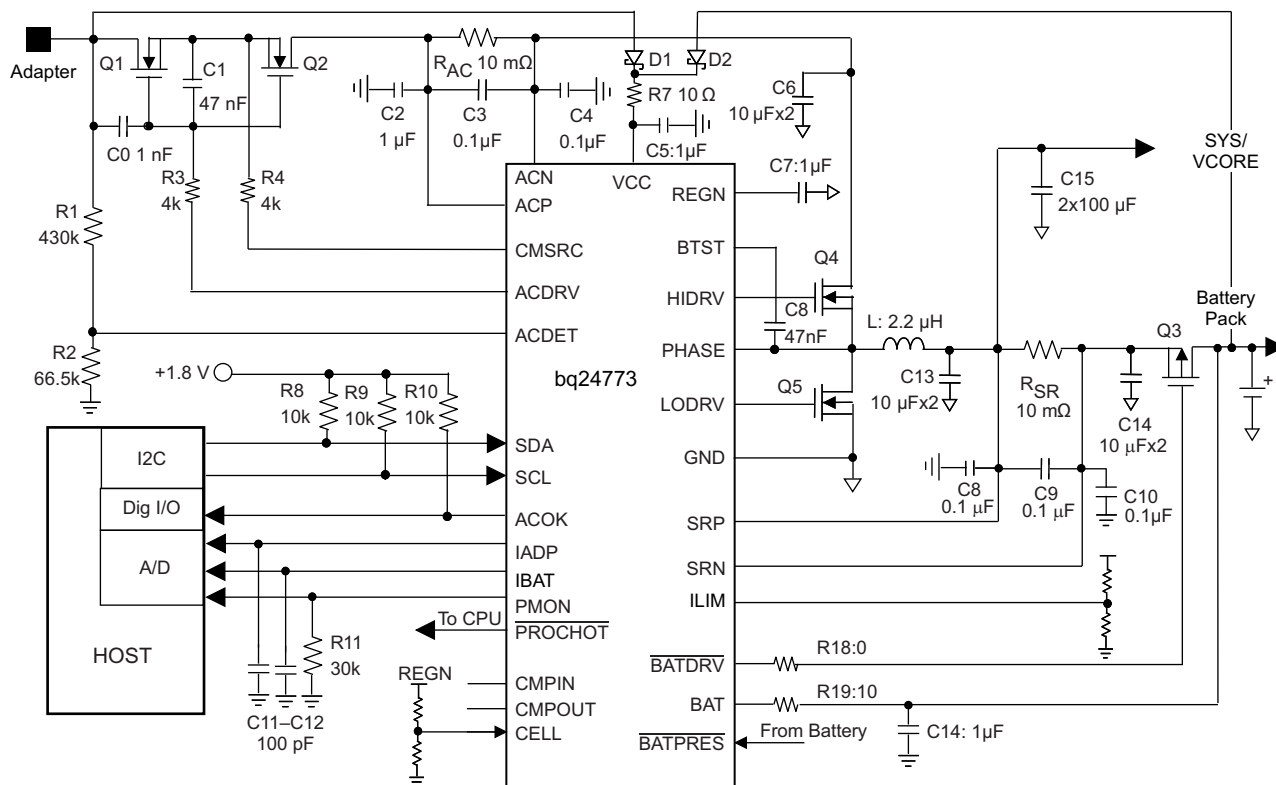 Adapter
Q1
C1
47 nF
Q2
R_AC
10 mΩ
D1
D2
R7 10 Ω
C2
1 µF
C3
0.1µF
C4
0.1µF
C5:1µF
C6
10 µFx2
C0 1 nF
C7:1µF
SYS/
VCORE
R3
4k
R4
4k
R1
430k
R2
66.5k
C15
2x100 µF
ACN
VCC
ACP
REGN
CMSRC
BTST
ACDRV
HIDRV
ACDET
PHASE
bq24773
LODRV
SDA
GND
SCL
ACOK
SRP
IADP
SRN
IBAT
ILIM
PMON
PROCHOT
BATDRV
CMPIN
BAT
CMPOUT
CELL
BATPRES
Q4
C8
47nF
L: 2.2 µH
Q5
C13
10 µFx2
R_SR
10 mΩ
Q3
Battery
Pack
+
C14
10 µFx2
C8
0.1 µF
C9
0.1 µF
C10
0.1µF
+1.8 V
R8
10k
R9
10k
R10
10k
I2C
Dig I/O
A/D
HOST
To CPU
R11
30k
REGN
C11–C12
100 pF
R18:0
R19:10
From Battery
C14: 1µF